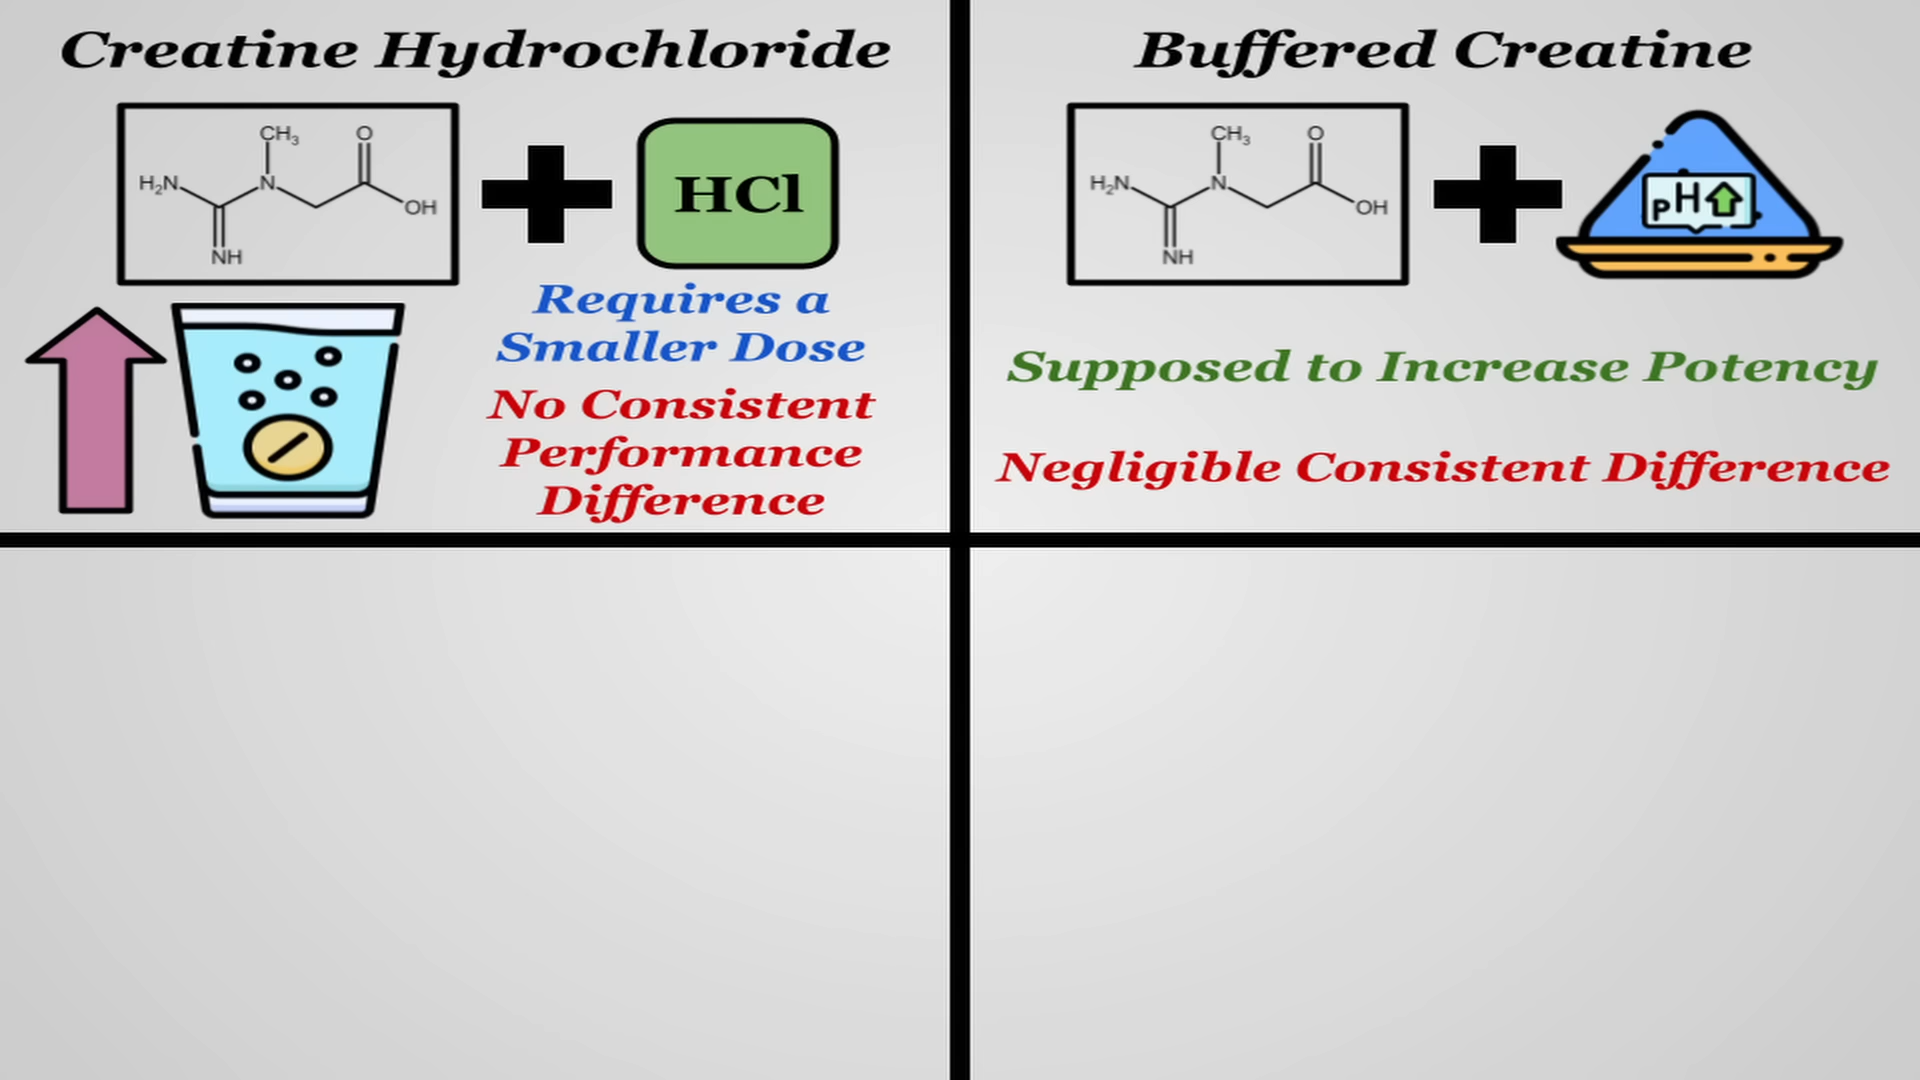 Creatine Hydrochloride
CH₃
O
H₂N
N
OH
NH
HCl
Requires a
Smaller Dose
No Consistent
Performance
Difference
Buffered Creatine
CH₃
O
H₂N
N
OH
NH
pH
Supposed to Increase Potency
Negligible Consistent Difference